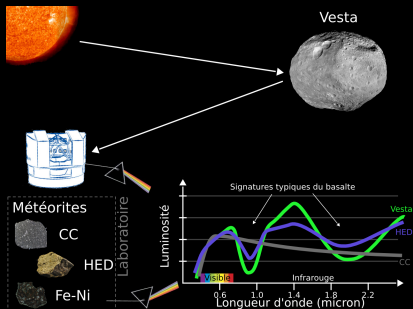 Vesta
Météorites
CC
HED
Fe-Ni
Laboratoire
Signatures typiques du basalte
Luminosité
Vesta
HED
CC
Visible
Infrarouge
0.6 1.0 1.4 1.8 2.2
Longueur d'onde (micron)